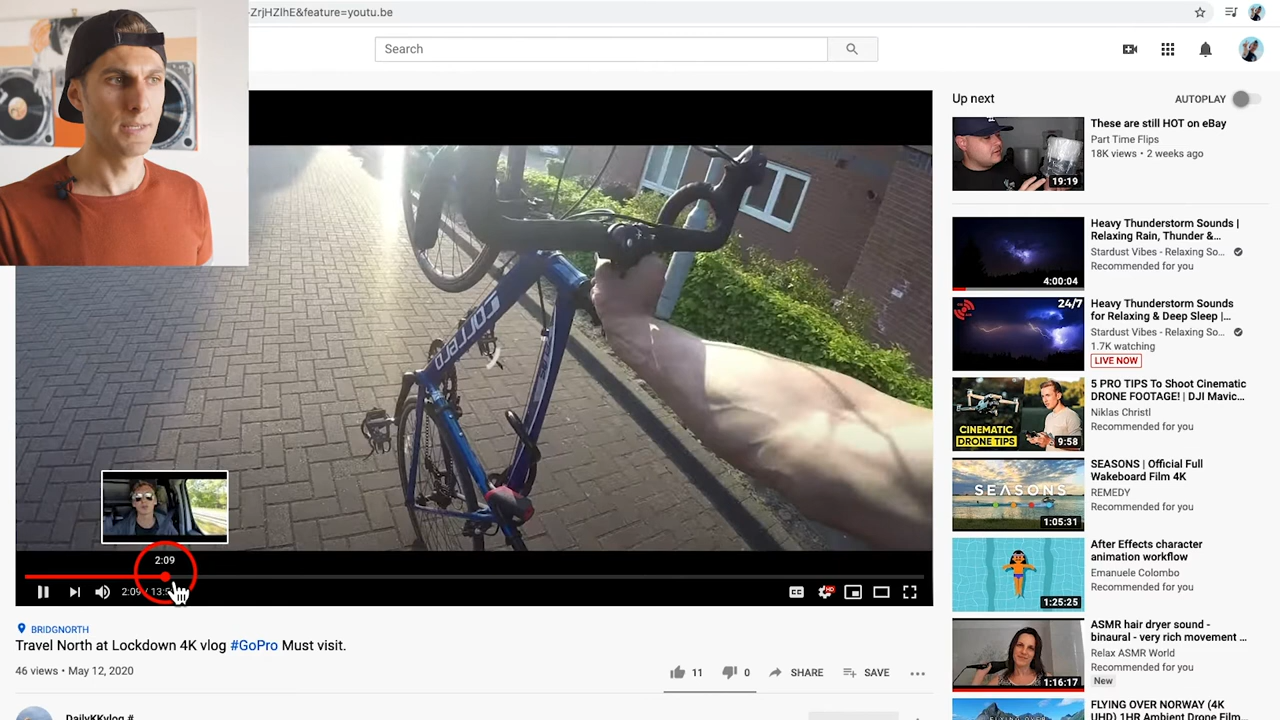 ZrjHZIhE&feature=youtu.be
Search
CARRERA
2:09
2:09 / 13:5
CC
HD
BRIDGNORTH
Travel North at Lockdown 4K vlog #GoPro Must visit.
46 views • May 12, 2020
11
0
SHARE
SAVE
DailyKKvlog #
Up next
AUTOPLAY
These are still HOT on eBay
Part Time Flips
18K views • 2 weeks ago
19:19
Heavy Thunderstorm Sounds |
Relaxing Rain, Thunder &...
Stardust Vibes - Relaxing So...
Recommended for you
4:00:04
24/7
Heavy Thunderstorm Sounds
for Relaxing & Deep Sleep |...
Stardust Vibes - Relaxing So...
1.7K watching
LIVE NOW
5 PRO TIPS To Shoot Cinematic
DRONE FOOTAGE! | DJI Mavic...
Niklas Christl
Recommended for you
CINEMATIC
DRONE TIPS
9:58
SEASONS | Official Full
Wakeboard Film 4K
REMEDY
Recommended for you
SEASONS
1:05:31
After Effects character
animation workflow
Emanuele Colombo
Recommended for you
1:25:25
ASMR hair dryer sound -
binaural - very rich movement ...
Relax ASMR World
Recommended for you
New
1:16:17
FLYING OVER NORWAY (4K
UHD) 1HR Ambient Drone Film...